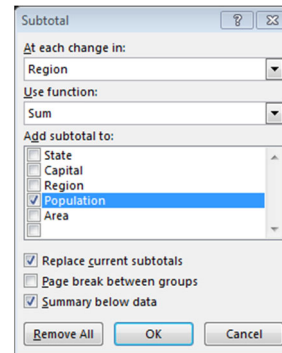 Subtotal
At each change in:
Region
Use function:
Sum
Add subtotal to:
State
Capital
Region
Population
Area
Replace current subtotals
Page break between groups
Summary below data
Remove All
OK
Cancel